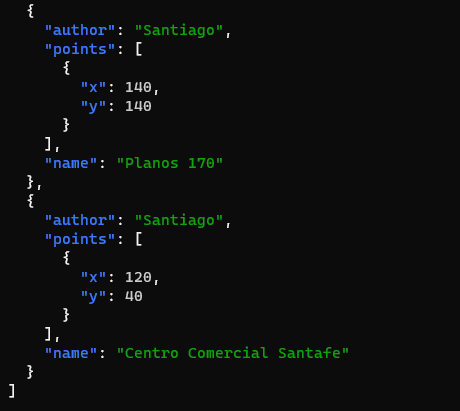 {
"author": "Santiago",
"points": [
{
"x": 140,
"y": 140
}
],
"name": "Planos 170"
},
{
"author": "Santiago",
"points": [
{
"x": 120,
"y": 40
}
],
"name": "Centro Comercial Santafe"
}
]